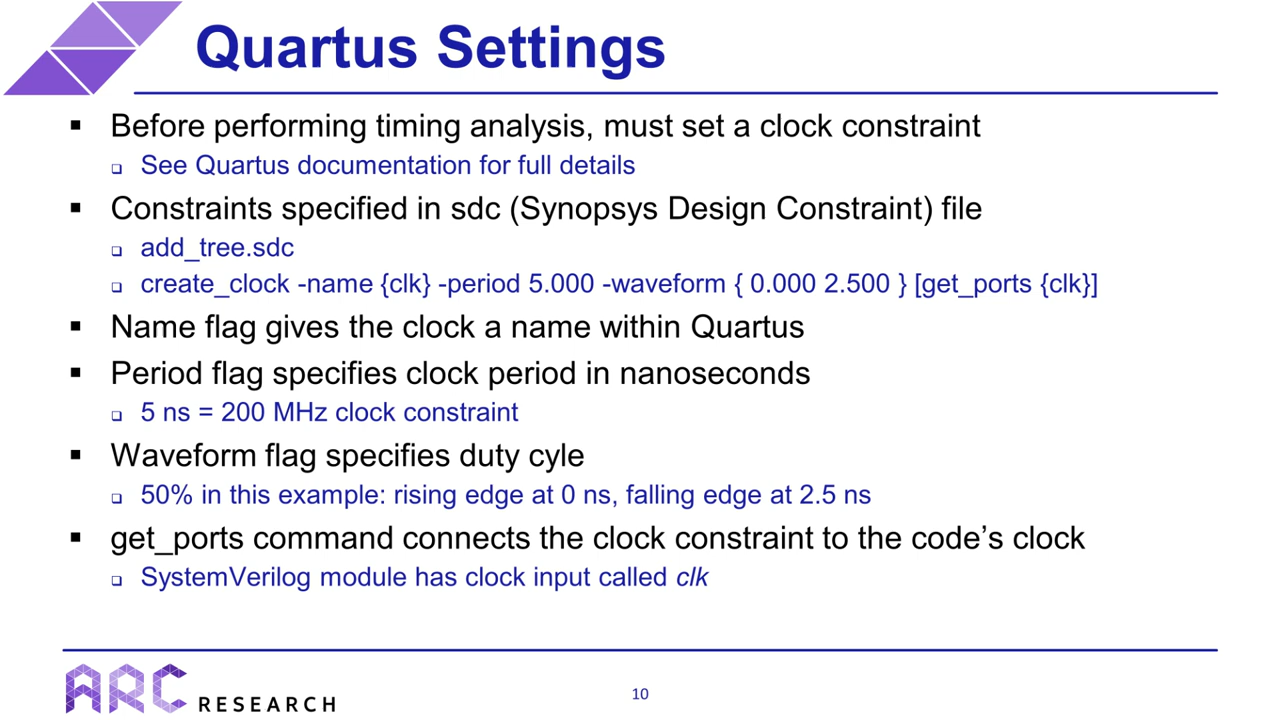 Quartus Settings
▪ Before performing timing analysis, must set a clock constraint
❑ See Quartus documentation for full details
▪ Constraints specified in sdc (Synopsys Design Constraint) file
❑ add_tree.sdc
❑ create_clock -name {clk} -period 5.000 -waveform { 0.000 2.500 } [get_ports {clk}]
▪ Name flag gives the clock a name within Quartus
▪ Period flag specifies clock period in nanoseconds
❑ 5 ns = 200 MHz clock constraint
▪ Waveform flag specifies duty cyle
❑ 50% in this example: rising edge at 0 ns, falling edge at 2.5 ns
▪ get_ports command connects the clock constraint to the code’s clock
❑ SystemVerilog module has clock input called clk
ARC RESEARCH
10